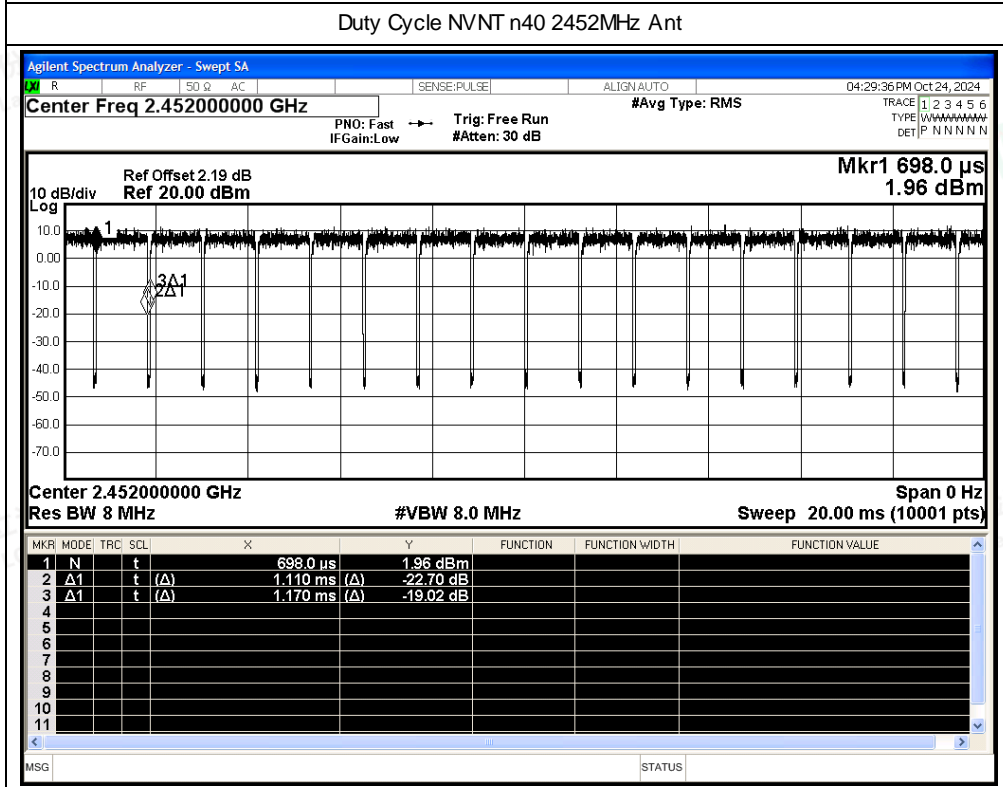 Duty Cycle NVNT n40 2452MHz Ant
Agilent Spectrum Analyzer - Swept SA
LXI R RF 50 Ω AC SENSE:PULSE ALIGN AUTO 04:29:36 PM Oct 24, 2024
Center Freq 2.452000000 GHz #Avg Type: RMS TRACE 1 2 3 4 5 6
PNO: Fast Trig: Free Run TYPE WWWWWW
IFGain:Low #Atten: 30 dB DET P N N N N N
Mkr1 698.0 µs
Ref Offset 2.19 dB
10 dB/div Ref 20.00 dBm 1.96 dBm
Log
10.0
1
0.00
-10.0
3Δ1
2Δ1
-20.0
-30.0
-40.0
-50.0
-60.0
-70.0
Center 2.452000000 GHz Span 0 Hz
Res BW 8 MHz #VBW 8.0 MHz Sweep 20.00 ms (10001 pts)
MKR MODE TRC SCL X Y FUNCTION FUNCTION WIDTH FUNCTION VALUE
1 N t 698.0 µs 1.96 dBm
2 Δ1 t (Δ) 1.110 ms (Δ) -22.70 dB
3 Δ1 t (Δ) 1.170 ms (Δ) -19.02 dB
4
5
6
7
8
9
10
11
MSG STATUS